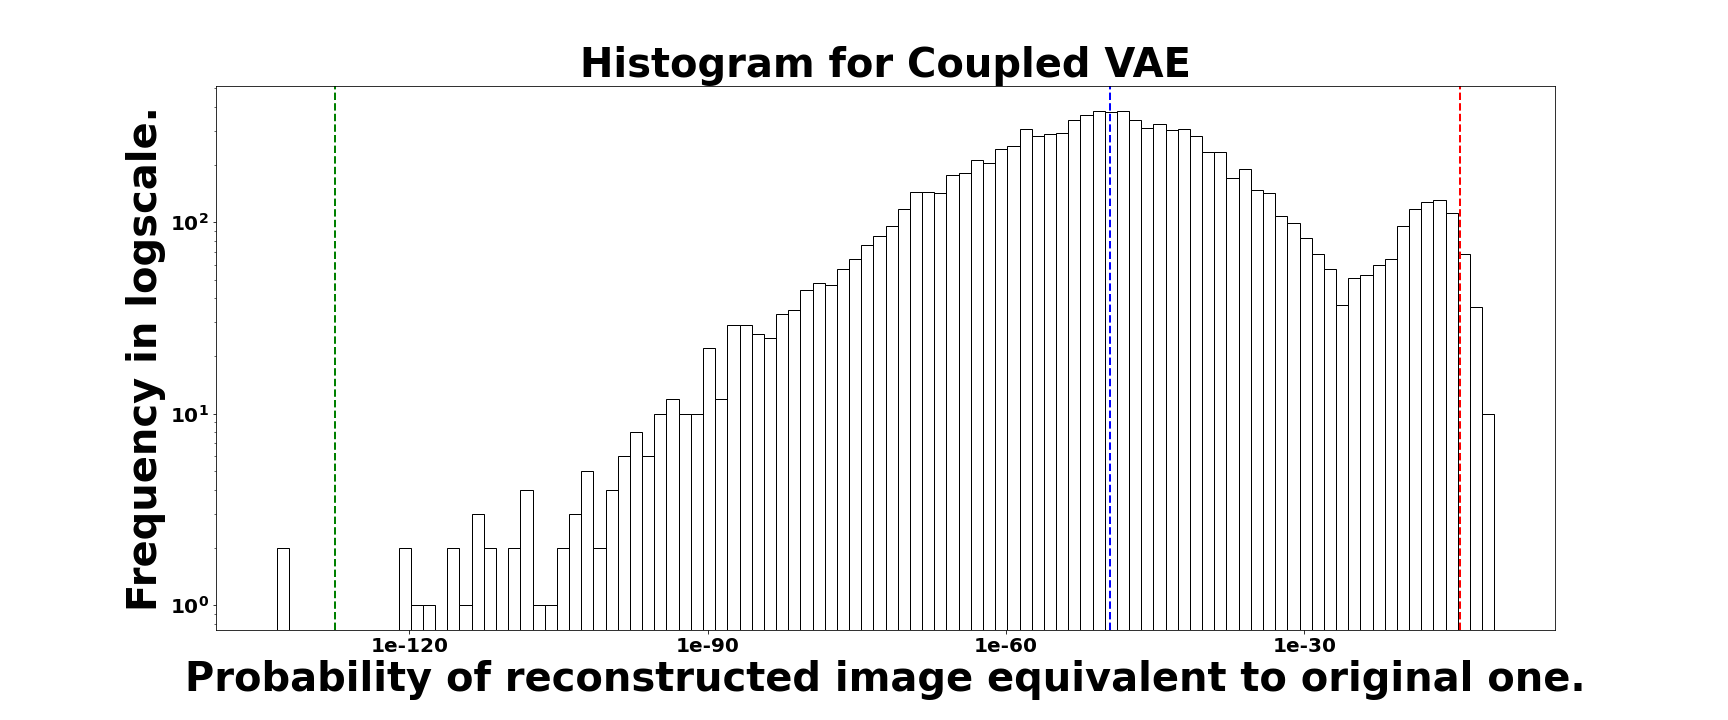 Histogram for Coupled VAE
Frequency in logscale.
10²
10¹
10⁰
1e-120 1e-90 1e-60 1e-30
Probability of reconstructed image equivalent to original one.